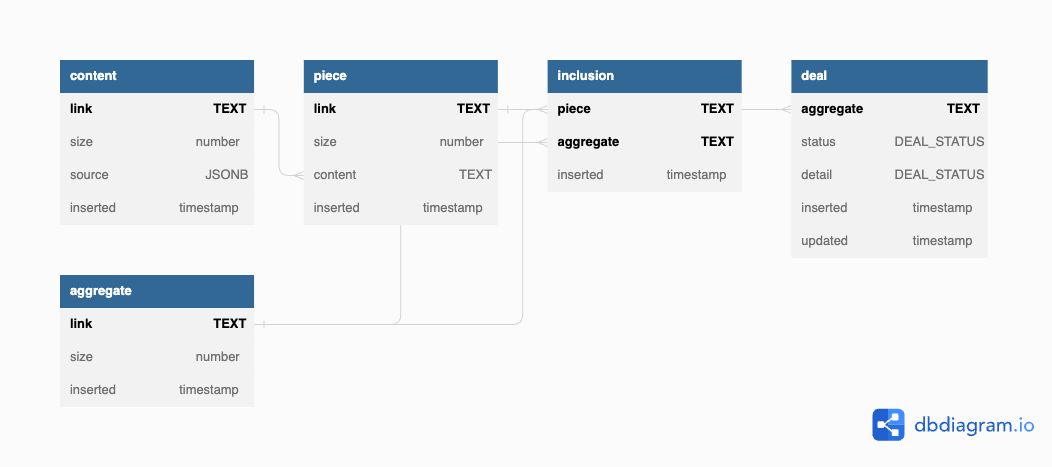 content
link TEXT
size number
source JSONB
inserted timestamp
piece
link TEXT
size number
content TEXT
inserted timestamp
inclusion
piece TEXT
aggregate TEXT
inserted timestamp
deal
aggregate TEXT
status DEAL_STATUS
detail DEAL_STATUS
inserted timestamp
updated timestamp
aggregate
link TEXT
size number
inserted timestamp
dbdiagram.io